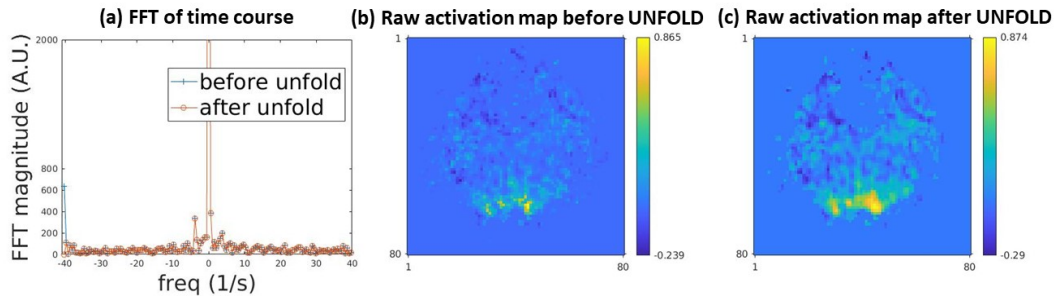 (a) FFT of time course
(b) Raw activation map before UNFOLD
(c) Raw activation map after UNFOLD
FFT magnitude (A.U.)
2000
800
600
400
200
0
before unfold
after unfold
-40 -30 -20 -10 0 10 20 30 40
freq (1/s)
1
80
1 80
0.865
-0.239
1
80
1 80
0.874
-0.29